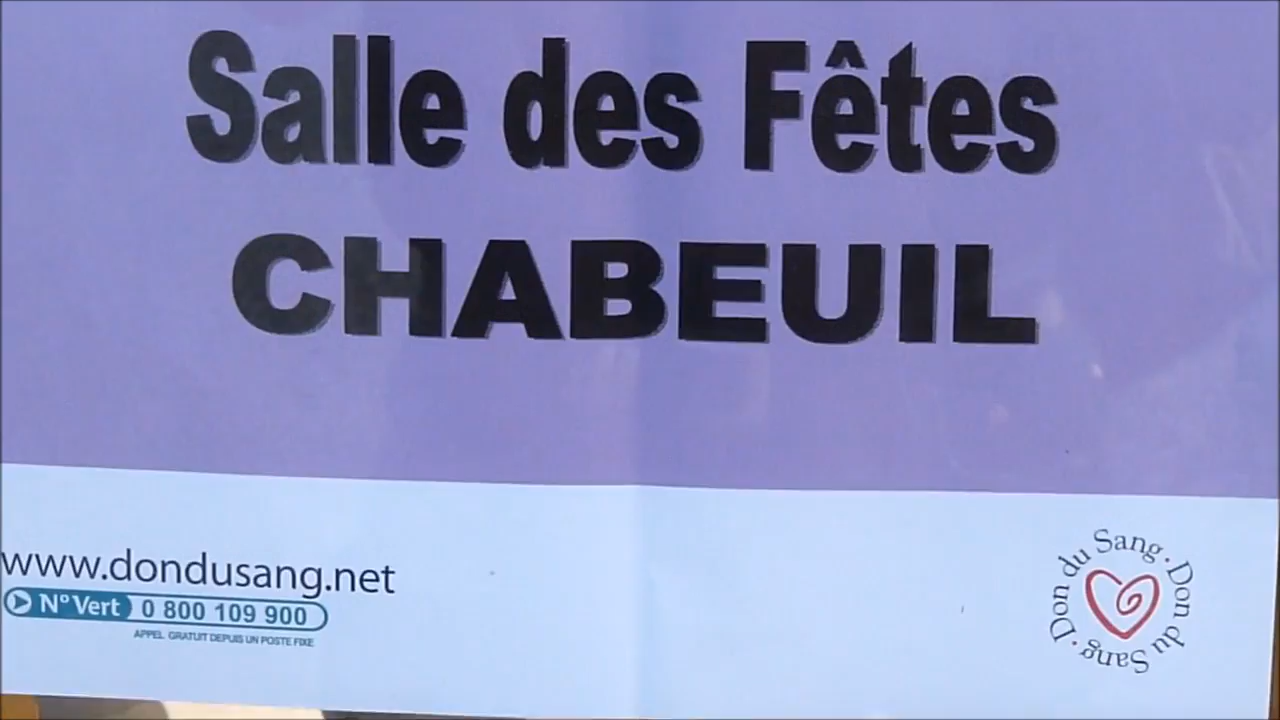 Salle des Fêtes
CHABEUIL
www.dondusang.net
N° Vert 0 800 109 900
APPEL GRATUIT DEPUIS UN POSTE FIXE
Don du Sang · Don du Sang ·